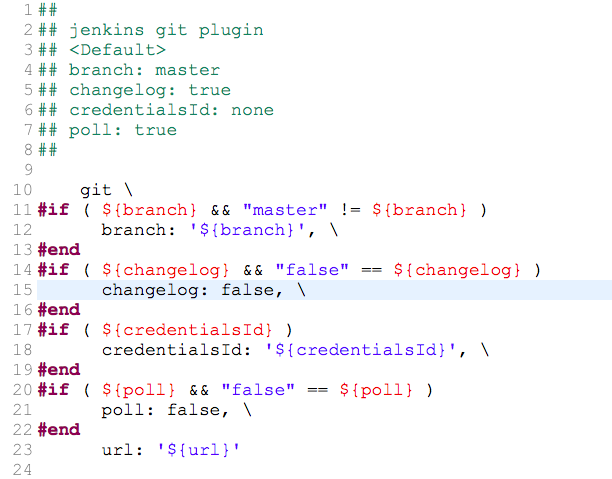 1 ##
2 ## jenkins git plugin
3 ## <Default>
4 ## branch: master
5 ## changelog: true
6 ## credentialsId: none
7 ## poll: true
8 ##
9
10     git \
11 #if ( ${branch} && "master" != ${branch} )
12       branch: '${branch}', \
13 #end
14 #if ( ${changelog} && "false" == ${changelog} )
15       changelog: false, \
16 #end
17 #if ( ${credentialsId} )
18       credentialsId: '${credentialsId}', \
19 #end
20 #if ( ${poll} && "false" == ${poll} )
21       poll: false, \
22 #end
23       url: '${url}'
24